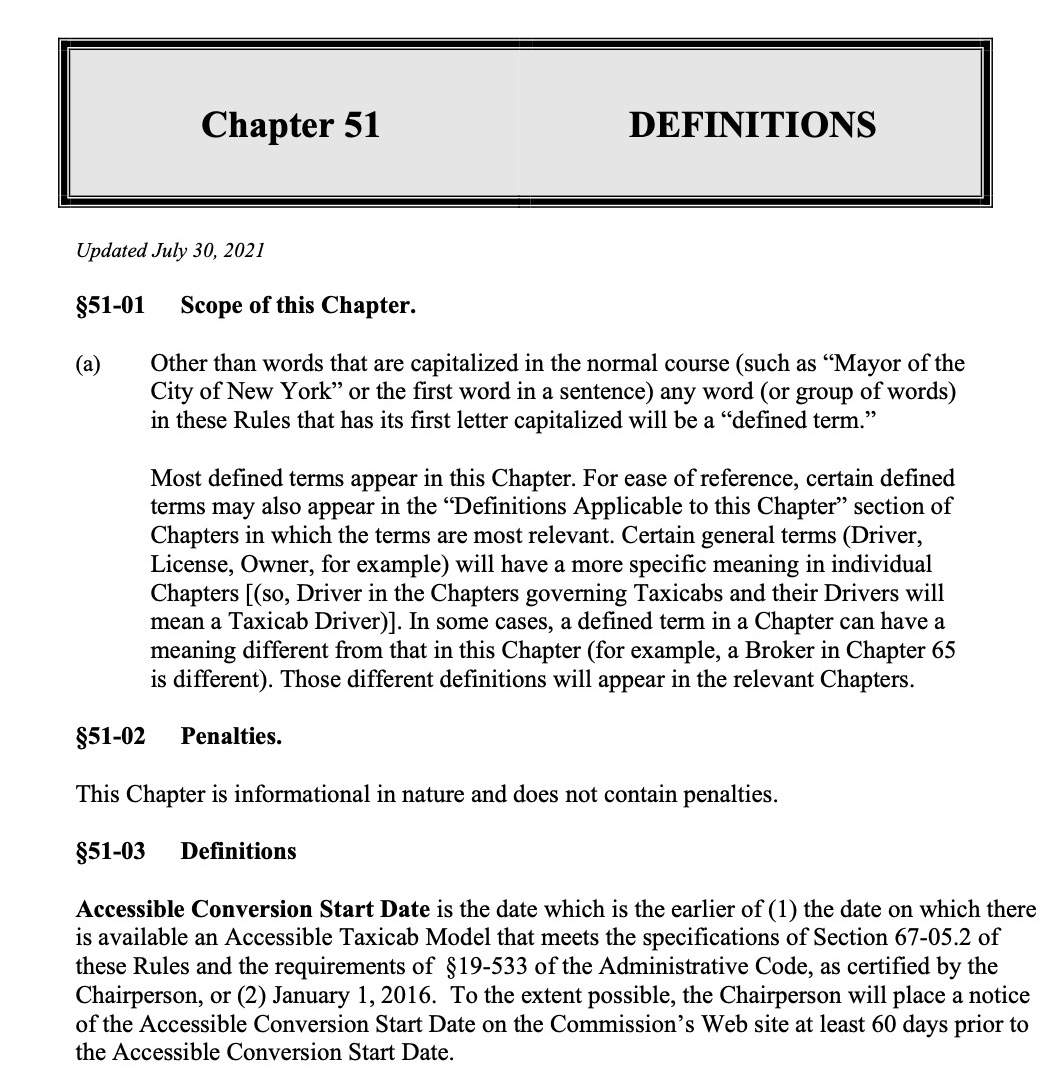 Chapter 51 DEFINITIONS
Updated July 30, 2021
§51-01 Scope of this Chapter.
(a) Other than words that are capitalized in the normal course (such as “Mayor of the
City of New York” or the first word in a sentence) any word (or group of words)
in these Rules that has its first letter capitalized will be a “defined term.”
Most defined terms appear in this Chapter. For ease of reference, certain defined
terms may also appear in the “Definitions Applicable to this Chapter” section of
Chapters in which the terms are most relevant. Certain general terms (Driver,
License, Owner, for example) will have a more specific meaning in individual
Chapters [(so, Driver in the Chapters governing Taxicabs and their Drivers will
mean a Taxicab Driver)]. In some cases, a defined term in a Chapter can have a
meaning different from that in this Chapter (for example, a Broker in Chapter 65
is different). Those different definitions will appear in the relevant Chapters.
§51-02 Penalties.
This Chapter is informational in nature and does not contain penalties.
§51-03 Definitions
Accessible Conversion Start Date is the date which is the earlier of (1) the date on which there
is available an Accessible Taxicab Model that meets the specifications of Section 67-05.2 of
these Rules and the requirements of §19-533 of the Administrative Code, as certified by the
Chairperson, or (2) January 1, 2016. To the extent possible, the Chairperson will place a notice
of the Accessible Conversion Start Date on the Commission’s Web site at least 60 days prior to
the Accessible Conversion Start Date.